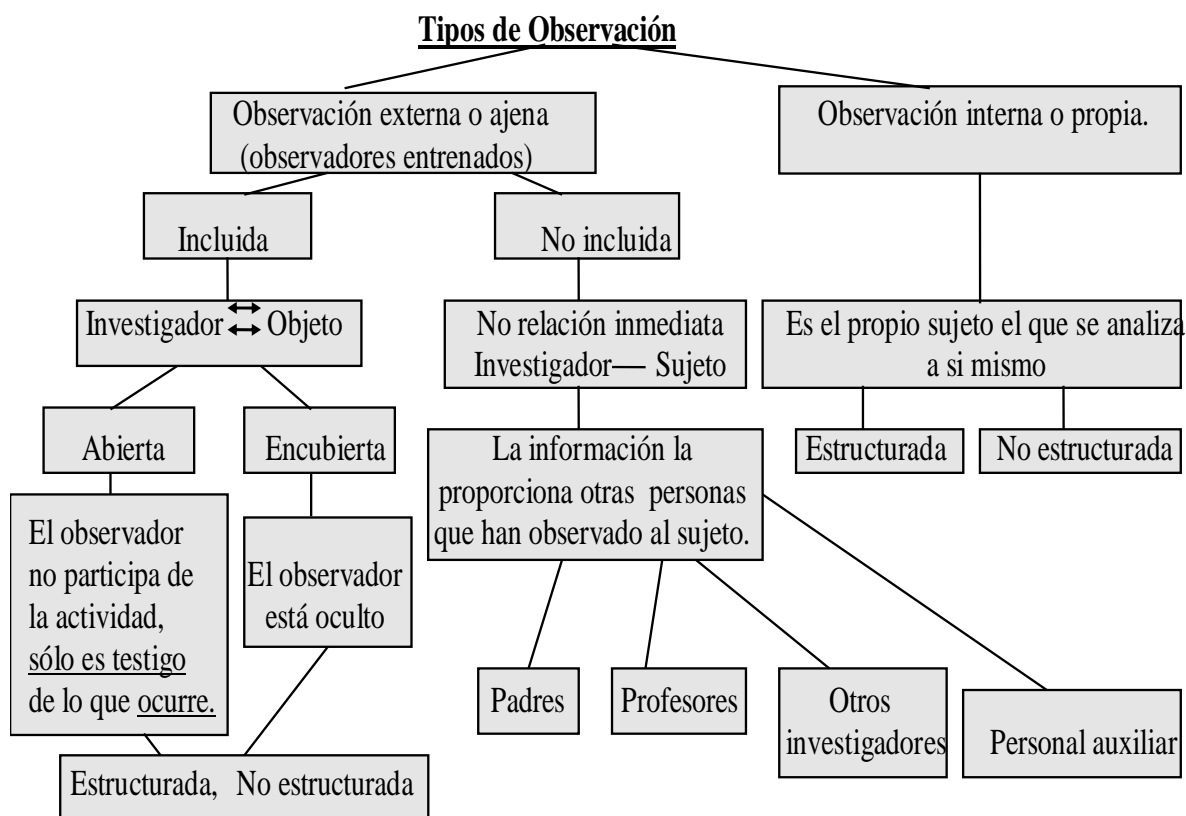 Tipos de Observación
Observación externa o ajena
(observadores entrenados)
Observación interna o propia.
Incluida
No incluida
Investigador Objeto
No relación inmediata
Investigador— Sujeto
Es el propio sujeto el que se analiza
a si mismo
Abierta
Encubierta
La información la
proporciona otras personas
que han observado al sujeto.
Estructurada
No estructurada
El observador
no participa de
la actividad,
sólo es testigo
de lo que ocurre.
El observador
está oculto
Padres
Profesores
Otros
investigadores
Personal auxiliar
Estructurada, No estructurada